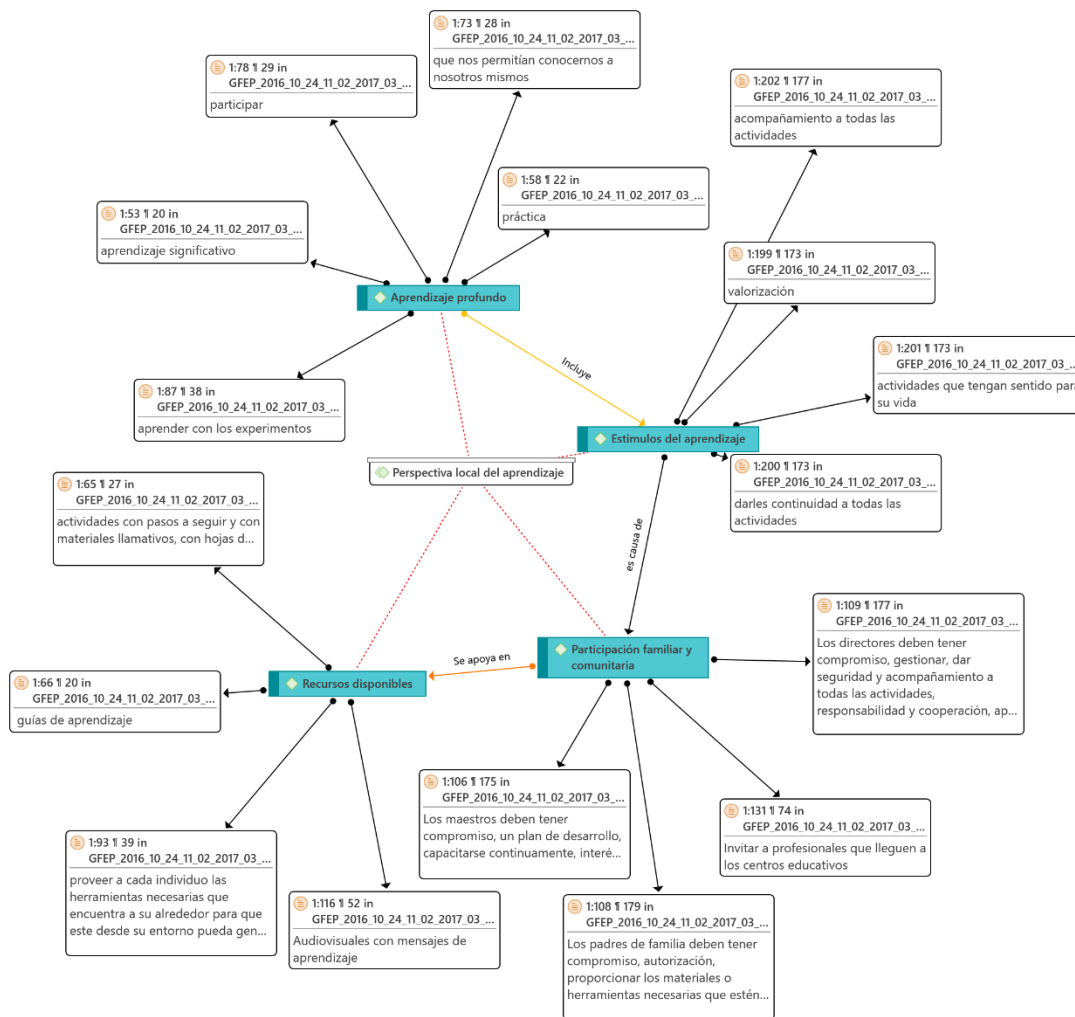 1:73 ¶ 28 in
GFEP_2016_10_24_11_02_2017_03_...
que nos permitían conocernos a
nosotros mismos
1:78 ¶ 29 in
GFEP_2016_10_24_11_02_2017_03_...
participar
1:202 ¶ 177 in
GFEP_2016_10_24_11_02_2017_03_...
acompañamiento a todas las
actividades
1:58 ¶ 22 in
GFEP_2016_10_24_11_02_2017_03_...
práctica
1:53 ¶ 20 in
GFEP_2016_10_24_11_02_2017_03_...
aprendizaje significativo
1:199 ¶ 173 in
GFEP_2016_10_24_11_02_2017_03_...
valorización
Aprendizaje profundo
1:201 ¶ 173 in
GFEP_2016_10_24_11_02_2017_03_...
actividades que tengan sentido para
su vida
Incluye
1:87 ¶ 38 in
GFEP_2016_10_24_11_02_2017_03_...
aprender con los experimentos
Estimulos del aprendizaje
Perspectiva local del aprendizaje
1:200 ¶ 173 in
GFEP_2016_10_24_11_02_2017_03_...
darles continuidad a todas las
actividades
1:65 ¶ 27 in
GFEP_2016_10_24_11_02_2017_03_...
actividades con pasos a seguir y con
materiales llamativos, con hojas d...
es causa de
1:109 ¶ 177 in
GFEP_2016_10_24_11_02_2017_03_...
Los directores deben tener
compromiso, gestionar, dar
seguridad y acompañamiento a
todas las actividades,
responsabilidad y cooperación, ap...
Participación familiar y
comunitaria
Se apoya en
Recursos disponibles
1:66 ¶ 20 in
GFEP_2016_10_24_11_02_2017_03_...
guías de aprendizaje
1:106 ¶ 175 in
GFEP_2016_10_24_11_02_2017_03_...
Los maestros deben tener
compromiso, un plan de desarrollo,
capacitarse continuamente, interé...
1:131 ¶ 74 in
GFEP_2016_10_24_11_02_2017_03_...
Invitar a profesionales que lleguen a
los centros educativos
1:93 ¶ 39 in
GFEP_2016_10_24_11_02_2017_03_...
proveer a cada individuo las
herramientas necesarias que
encuentra a su alrededor para que
este desde su entorno pueda gen...
1:116 ¶ 52 in
GFEP_2016_10_24_11_02_2017_03_...
Audiovisuales con mensajes de
aprendizaje
1:108 ¶ 179 in
GFEP_2016_10_24_11_02_2017_03_...
Los padres de familia deben tener
compromiso, autorización,
proporcionar los materiales o
herramientas necesarias que estén...